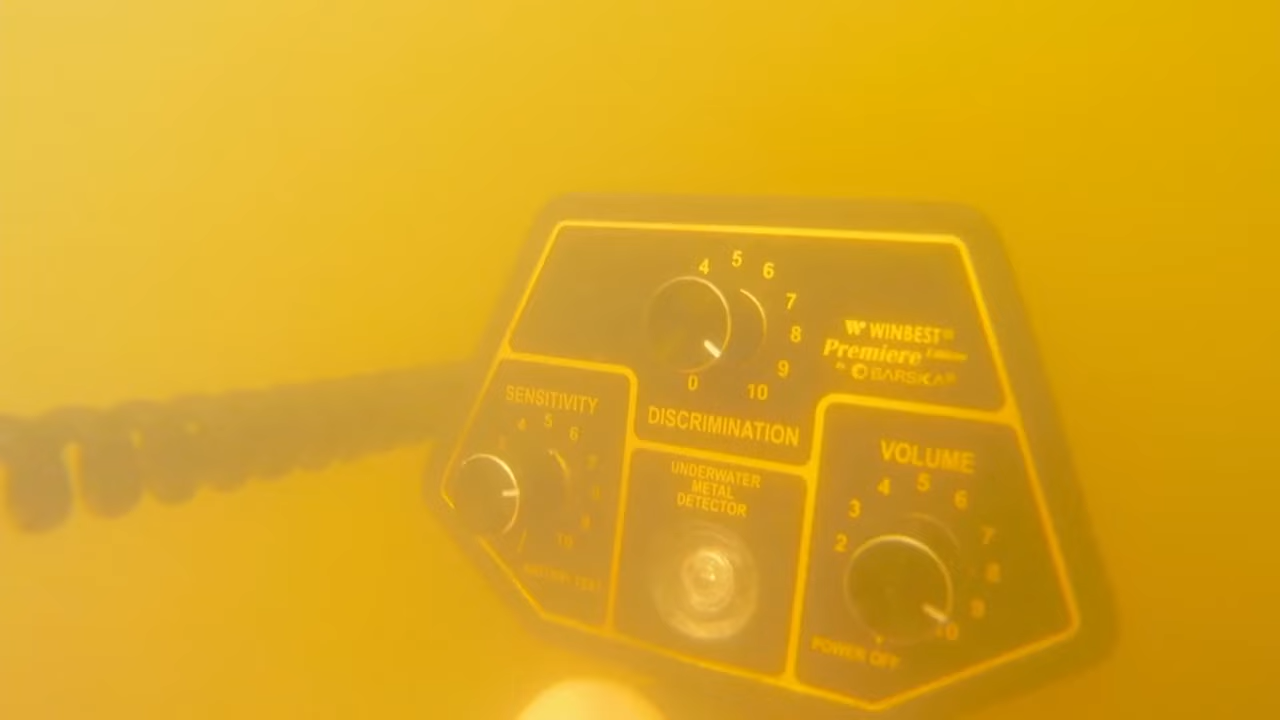 4 5 6
7
8
9
10
0
DISCRIMINATION
WINBEST®
Premiere
BARSKA®
SENSITIVITY
4 5 6
10
UNDERWATER
METAL
DETECTOR
VOLUME
2 3 4 5 6
7
8
9
POWER OFF